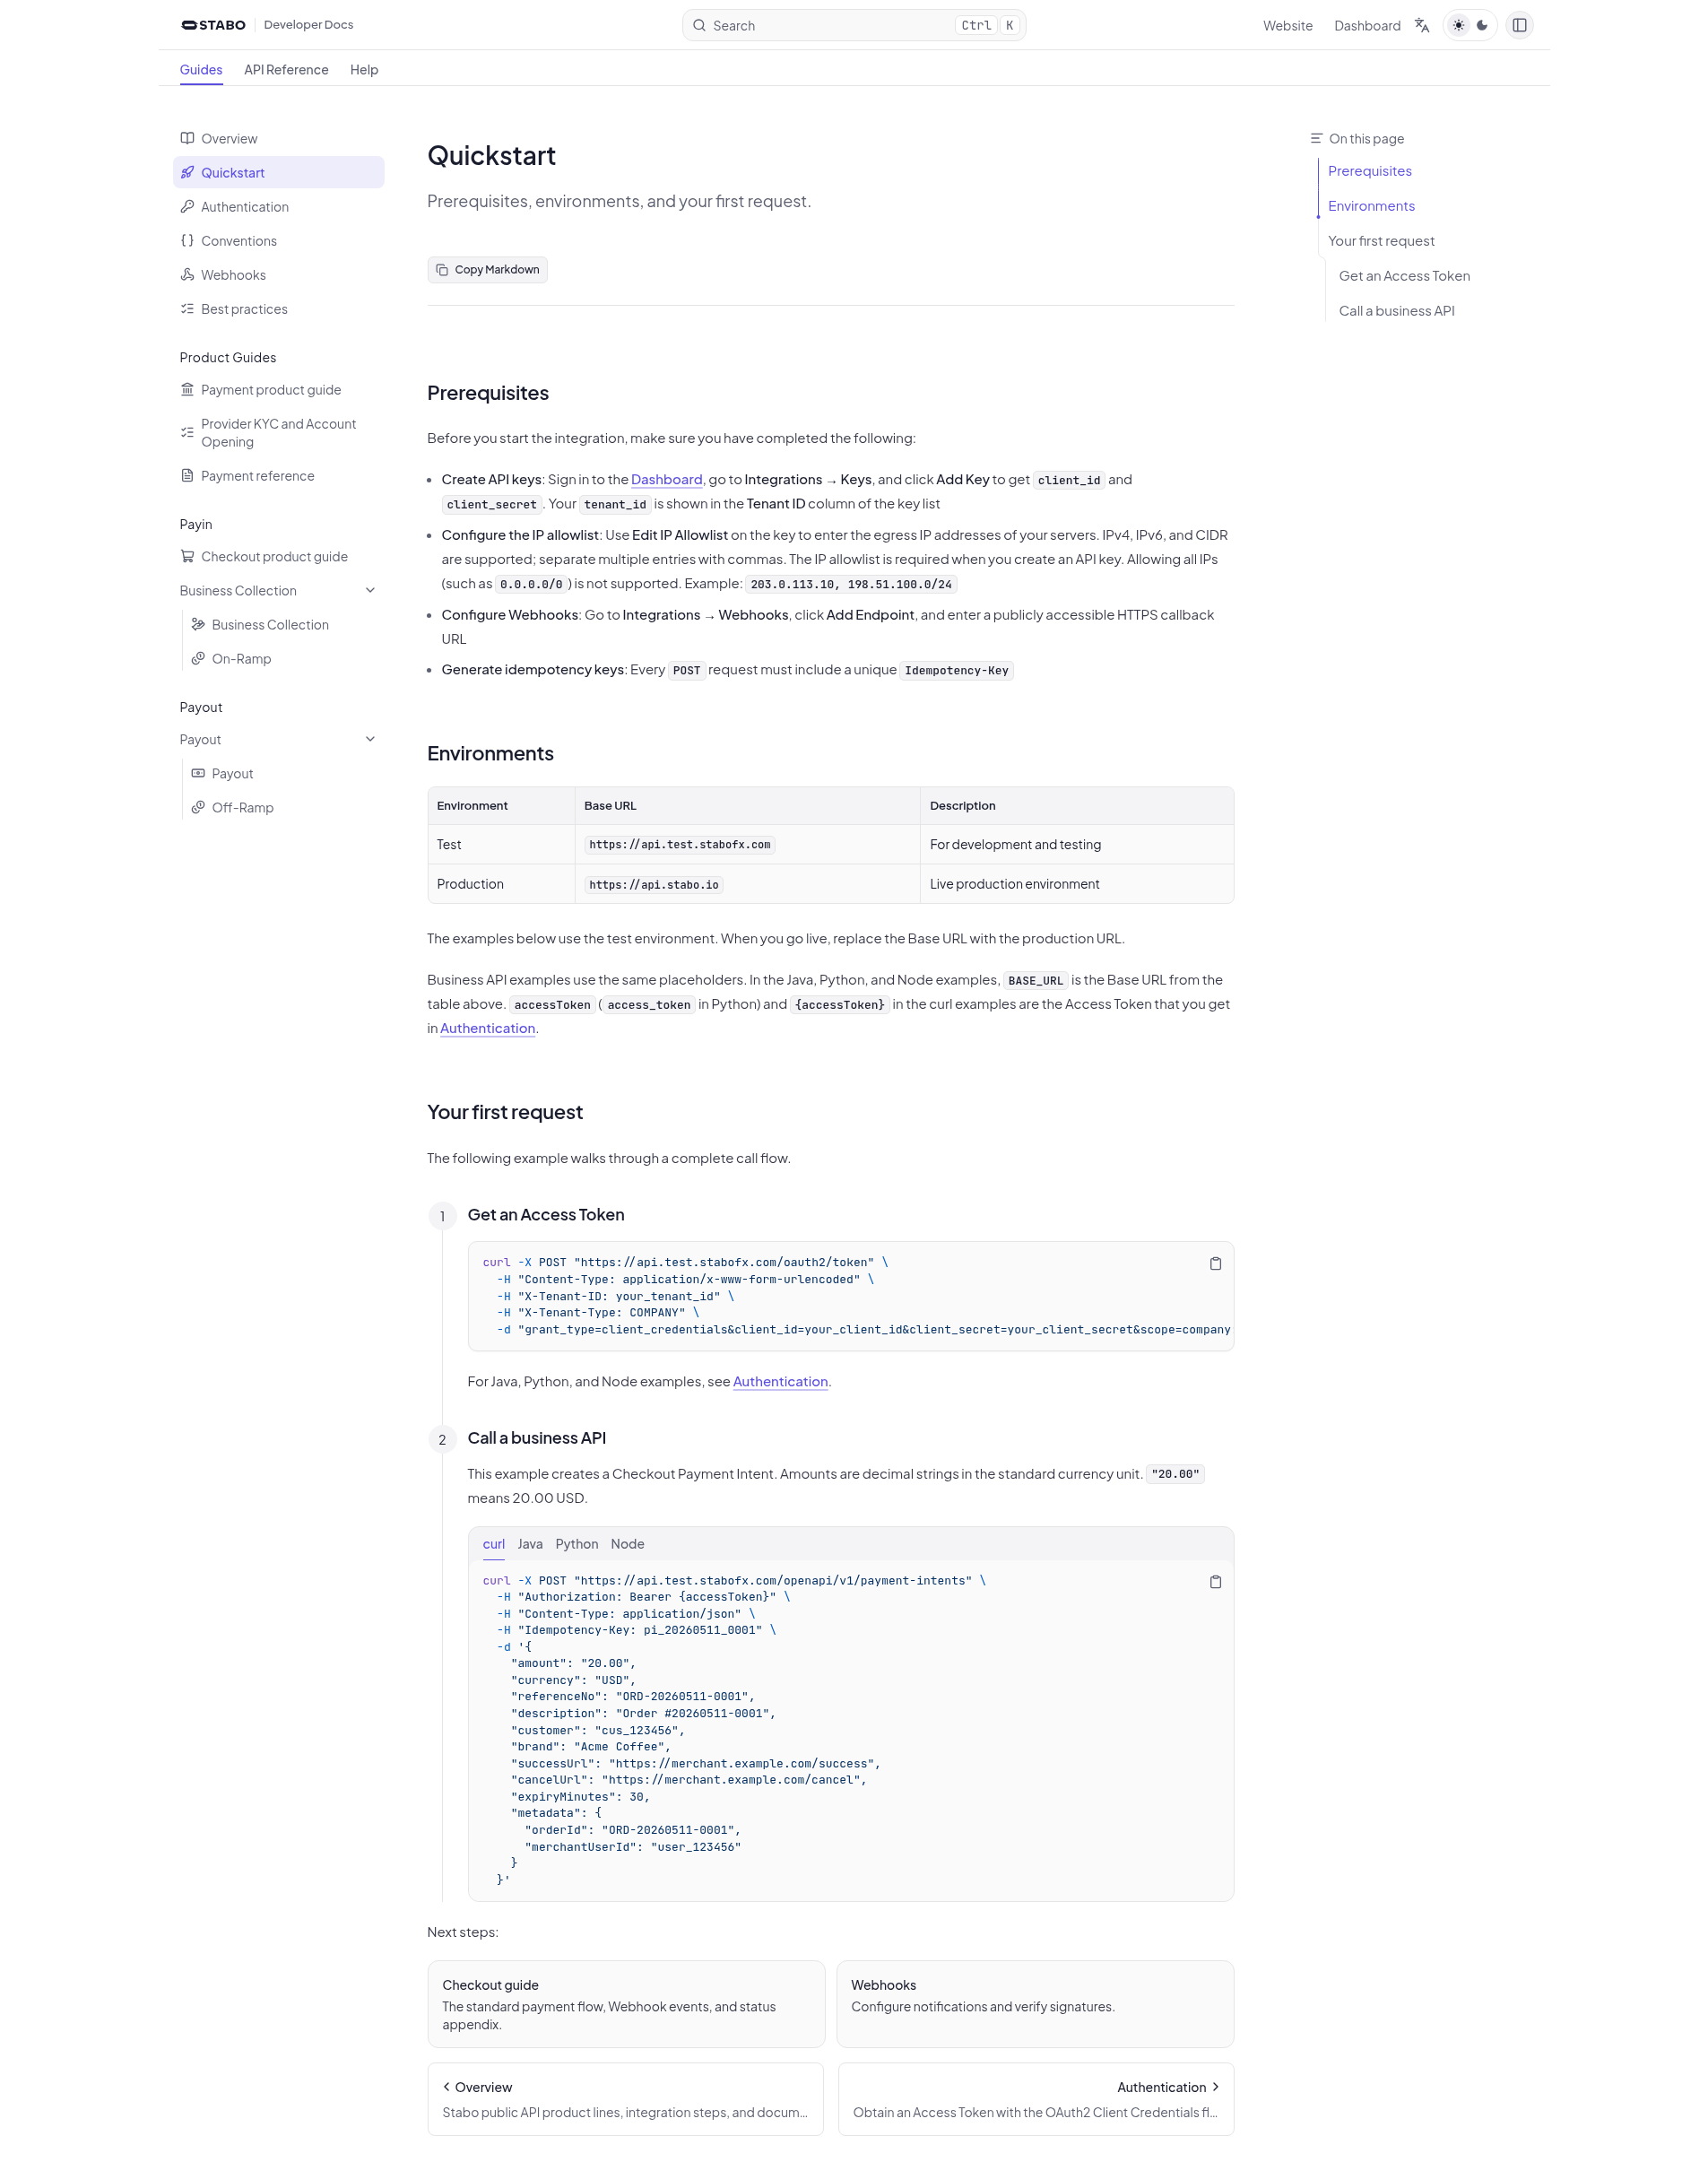 STABO
Developer Docs
Search
Ctrl K
Website
Dashboard
Guides
API Reference
Help
Overview
Quickstart
Authentication
Conventions
Webhooks
Best practices
Product Guides
Payment product guide
Provider KYC and Account
Opening
Payment reference
Payin
Checkout product guide
Business Collection
Business Collection
On-Ramp
Payout
Payout
Payout
Off-Ramp
Quickstart
Prerequisites, environments, and your first request.
Copy Markdown
Prerequisites
Before you start the integration, make sure you have completed the following:
• Create API keys: Sign in to the Dashboard, go to Integrations → Keys, and click Add Key to get client_id and
client_secret. Your tenant_id is shown in the Tenant ID column of the key list
• Configure the IP allowlist: Use Edit IP Allowlist on the key to enter the egress IP addresses of your servers. IPv4, IPv6, and CIDR
are supported; separate multiple entries with commas. The IP allowlist is required when you create an API key. Allowing all IPs
(such as 0.0.0.0/0) is not supported. Example: 203.0.113.10, 198.51.100.0/24
• Configure Webhooks: Go to Integrations → Webhooks, click Add Endpoint, and enter a publicly accessible HTTPS callback
URL
• Generate idempotency keys: Every POST request must include a unique Idempotency-Key
Environments
Environment Base URL Description
Test https://api.test.stabofx.com For development and testing
Production https://api.stabo.io Live production environment
The examples below use the test environment. When you go live, replace the Base URL with the production URL.
Business API examples use the same placeholders. In the Java, Python, and Node examples, BASE_URL is the Base URL from the
table above. accessToken (access_token in Python) and {accessToken} in the curl examples are the Access Token that you get
in Authentication.
Your first request
The following example walks through a complete call flow.
1 Get an Access Token
curl -X POST "https://api.test.stabofx.com/oauth2/token" \
-H "Content-Type: application/x-www-form-urlencoded" \
-H "X-Tenant-ID: your_tenant_id" \
-H "X-Tenant-Type: COMPANY" \
-d "grant_type=client_credentials&client_id=your_client_id&client_secret=your_client_secret&scope=company
For Java, Python, and Node examples, see Authentication.
2 Call a business API
This example creates a Checkout Payment Intent. Amounts are decimal strings in the standard currency unit. "20.00"
means 20.00 USD.
curl Java Python Node
curl -X POST "https://api.test.stabofx.com/openapi/v1/payment-intents" \
-H "Authorization: Bearer {accessToken}" \
-H "Content-Type: application/json" \
-H "Idempotency-Key: pi_20260511_0001" \
-d '{
"amount": "20.00",
"currency": "USD",
"referenceNo": "ORD-20260511-0001",
"description": "Order #20260511-0001",
"customer": "cus_123456",
"brand": "Acme Coffee",
"successUrl": "https://merchant.example.com/success",
"cancelUrl": "https://merchant.example.com/cancel",
"expiryMinutes": 30,
"metadata": {
"orderId": "ORD-20260511-0001",
"merchantUserId": "user_123456"
}
}'
Next steps:
Checkout guide
The standard payment flow, Webhook events, and status
appendix.
Webhooks
Configure notifications and verify signatures.
Overview
Stabo public API product lines, integration steps, and docum...
Authentication
Obtain an Access Token with the OAuth2 Client Credentials fl...
On this page
Prerequisites
Environments
Your first request
Get an Access Token
Call a business API